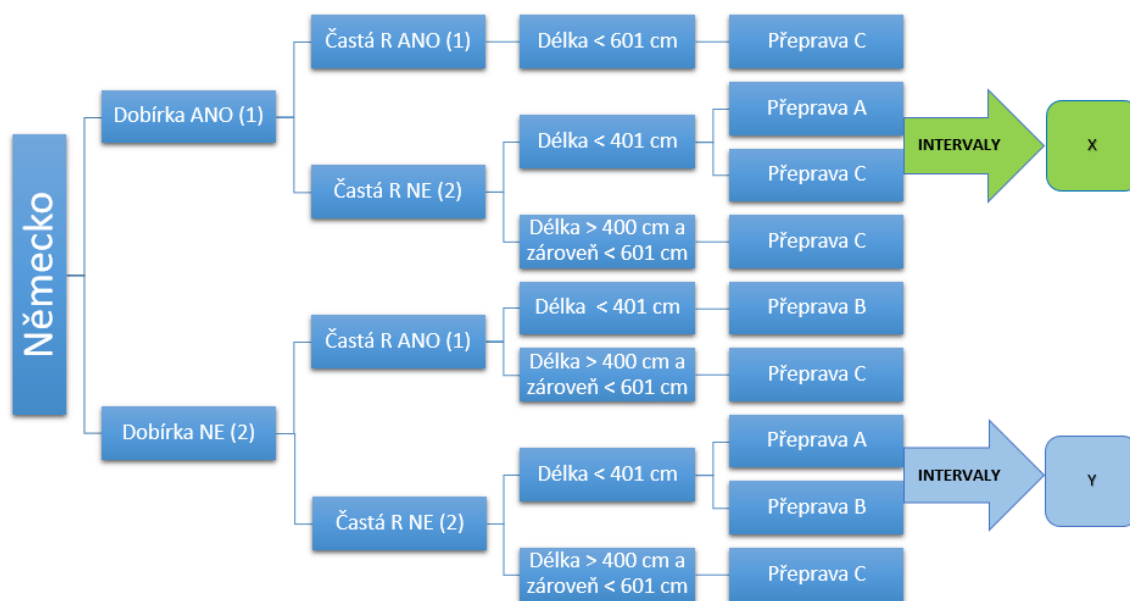 Německo
Dobírka ANO (1)
Častá R ANO (1)
Délka < 601 cm
Přeprava C
Častá R NE (2)
Délka < 401 cm
Přeprava A
Přeprava C
INTERVALY
X
Délka > 400 cm a
zároveň < 601 cm
Přeprava C
Dobírka NE (2)
Častá R ANO (1)
Délka < 401 cm
Přeprava B
Délka > 400 cm a
zároveň < 601 cm
Přeprava C
Častá R NE (2)
Délka < 401 cm
Přeprava A
Přeprava B
INTERVALY
Y
Délka > 400 cm a
zároveň < 601 cm
Přeprava C